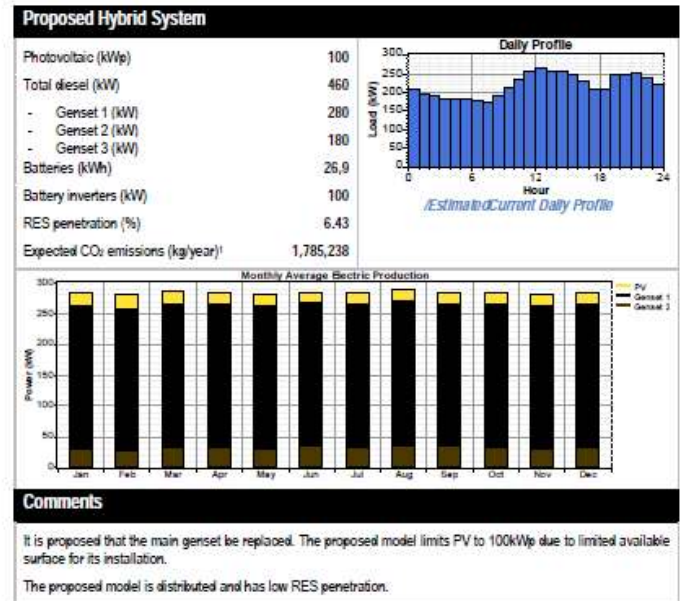 Proposed Hybrid System
Photovoltaic (kWp) 100
Total diesel (kW) 460
- Genset 1 (kW) 280
- Genset 2 (kW)
- Genset 3 (kW) 180
Batteries (kWh) 26,9
Battery inverters (kW) 100
RES penetration (%) 6.43
Expected CO₂ emissions (kg/year)¹ 1,785,238
Daily Profile
Load (kW)
300
250
200
150
100
50
0
0 6 12 18 24
Hour
/EstimatedCurrent Daily Profile
Monthly Average Electric Production
Power (kW)
300
250
200
150
100
50
0
Jan Feb Mar Apr May Jun Jul Aug Sep Oct Nov Dec
PV
Genset 1
Genset 2
Comments
It is proposed that the main genset be replaced. The proposed model limits PV to 100kWp due to limited available
surface for its installation.
The proposed model is distributed and has low RES penetration.